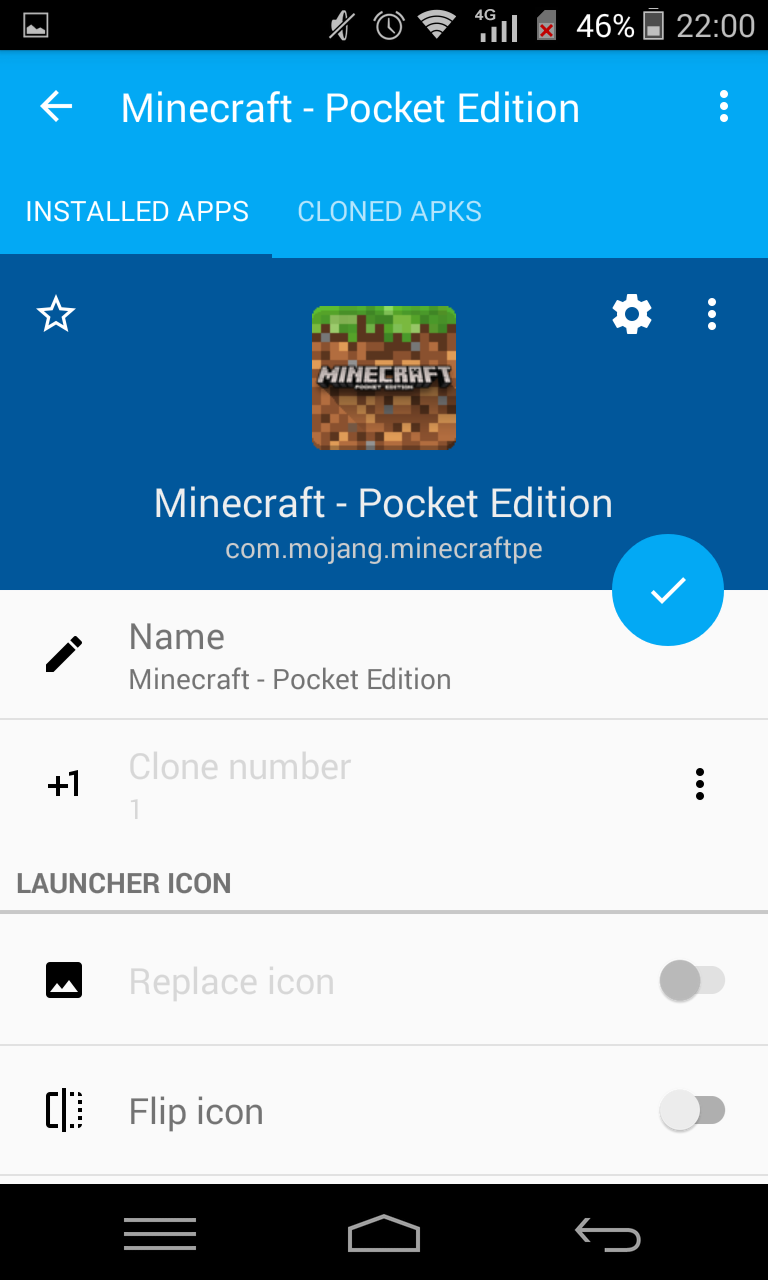 4G 46% 22:00
Minecraft - Pocket Edition
INSTALLED APPS CLONED APKS
MINECRAFT
POCKET EDITION
Minecraft - Pocket Edition
com.mojang.minecraftpe
Name
Minecraft - Pocket Edition
+1 Clone number
1
LAUNCHER ICON
Replace icon
Flip icon